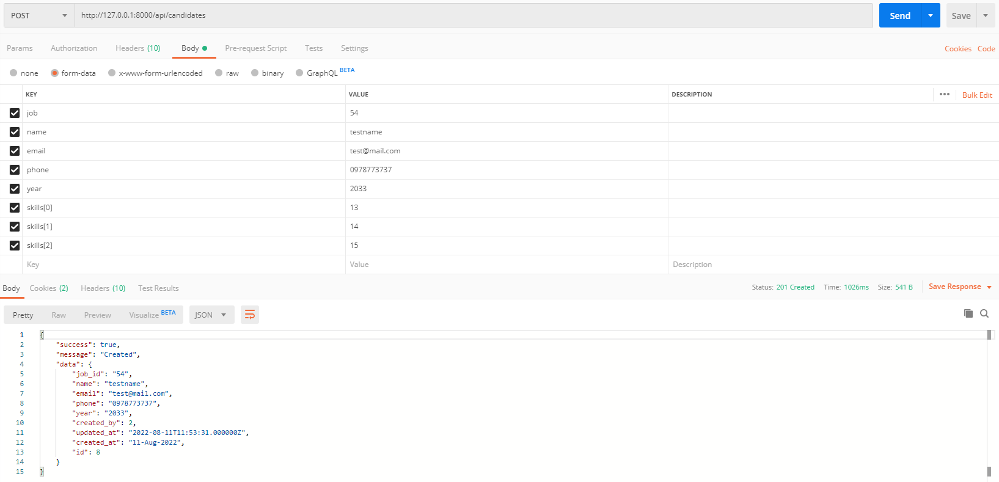 POST http://127.0.0.1:8000/api/candidates Send Save
Params Authorization Headers (10) Body Pre-request Script Tests Settings Cookies Code
none form-data x-www-form-urlencoded raw binary GraphQL BETA
KEY VALUE DESCRIPTION ••• Bulk Edit
job 54
name testname
email test@mail.com
phone 0978773737
year 2033
skills[0] 13
skills[1] 14
skills[2] 15
Key Value Description
Body Cookies (2) Headers (10) Test Results Status: 201 Created Time: 1026ms Size: 541 B Save Response
Pretty Raw Preview Visualize BETA JSON
1 {
2 "success": true,
3 "message": "Created",
4 "data": {
5 "job_id": "54",
6 "name": "testname",
7 "email": "test@mail.com",
8 "phone": "0978773737",
9 "year": "2033",
10 "created_by": 2,
11 "updated_at": "2022-08-11T11:53:31.000000Z",
12 "created_at": "11-Aug-2022",
13 "id": 8
14 }
15 }